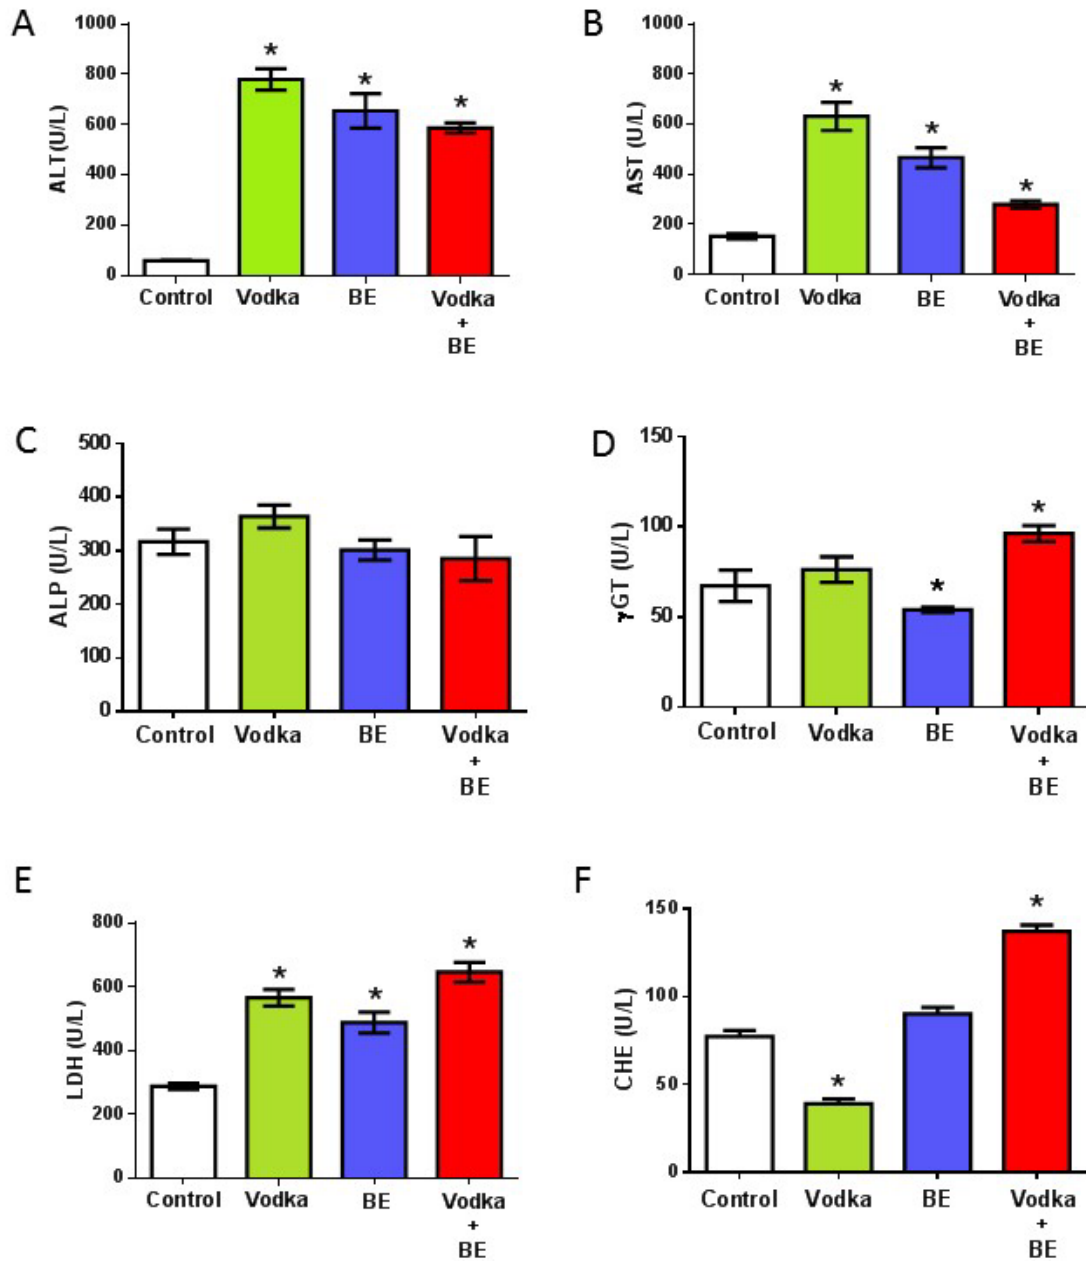 A
ALT(U/L)
1000
800
600
400
200
0
*
*
*
Control
Vodka
BE
Vodka
+
BE
B
AST (U/L)
1000
800
600
400
200
0
*
*
*
Control
Vodka
BE
Vodka
+
BE
C
ALP (U/L)
500
400
300
200
100
0
Control
Vodka
BE
Vodka
+
BE
D
γGT (U/L)
150
100
50
0
*
*
Control
Vodka
BE
Vodka
+
BE
E
LDH (U/L)
800
600
400
200
0
*
*
*
Control
Vodka
BE
Vodka
+
BE
F
CHE (U/L)
150
100
50
0
*
*
Control
Vodka
BE
Vodka
+
BE